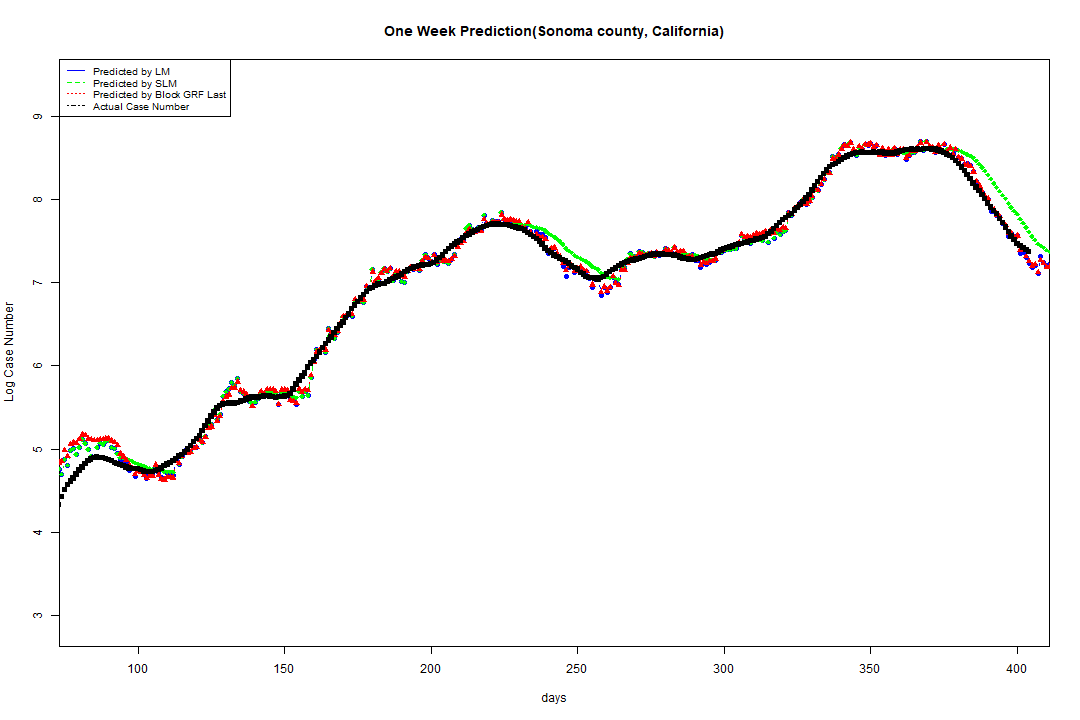 One Week Prediction(Sonoma county, California)
Predicted by LM
Predicted by SLM
Predicted by Block GRF Last
Actual Case Number
9
8
7
6
5
4
3
Log Case Number
100 150 200 250 300 350 400
days